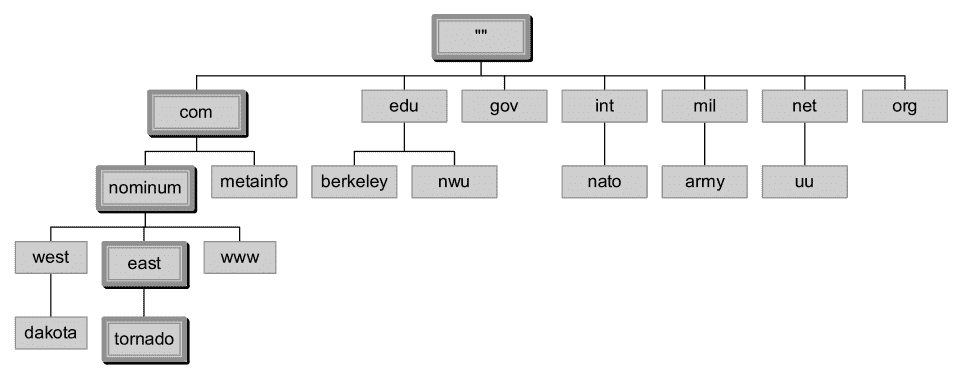 ""
com
edu
gov
int
mil
net
org
nominum
metainfo
berkeley
nwu
nato
army
uu
west
east
www
dakota
tornado